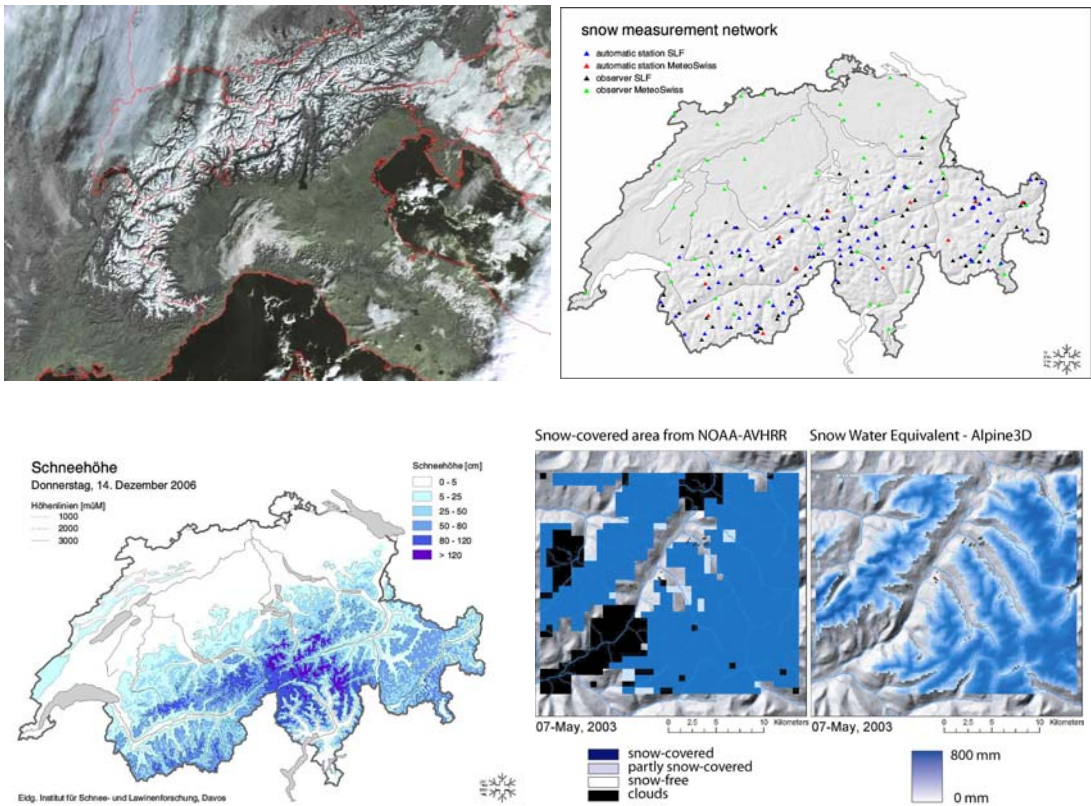 snow measurement network
automatic station SLF
automatic station MeteoSwiss
observer SLF
observer MeteoSwiss
Schneehöhe
Donnerstag, 14. Dezember 2006
Höhenlinien [müM]
1000
2000
3000
Schneehöhe [cm]
0 - 5
5 - 25
25 - 50
50 - 80
80 - 120
> 120
Eidg. Institut für Schnee- und Lawinenforschung, Davos
Snow-covered area from NOAA-AVHRR
07-May, 2003
0 2.5 5 10 Kilometers
snow-covered
partly snow-covered
snow-free
clouds
Snow Water Equivalent - Alpine3D
07-May, 2003
0 2.5 5 10 Kilometers
800 mm
0 mm